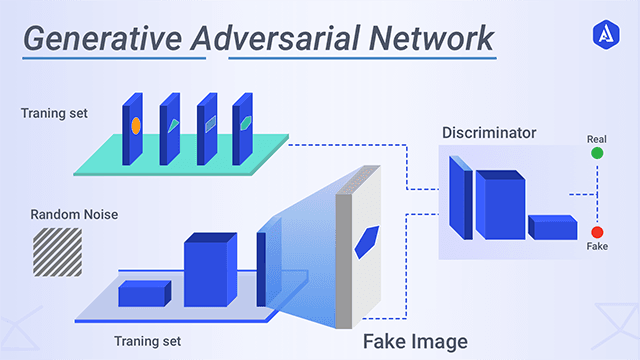 Generative Adversarial Network
Traning set
Discriminator
Real
Random Noise
Fake
Traning set
Fake Image